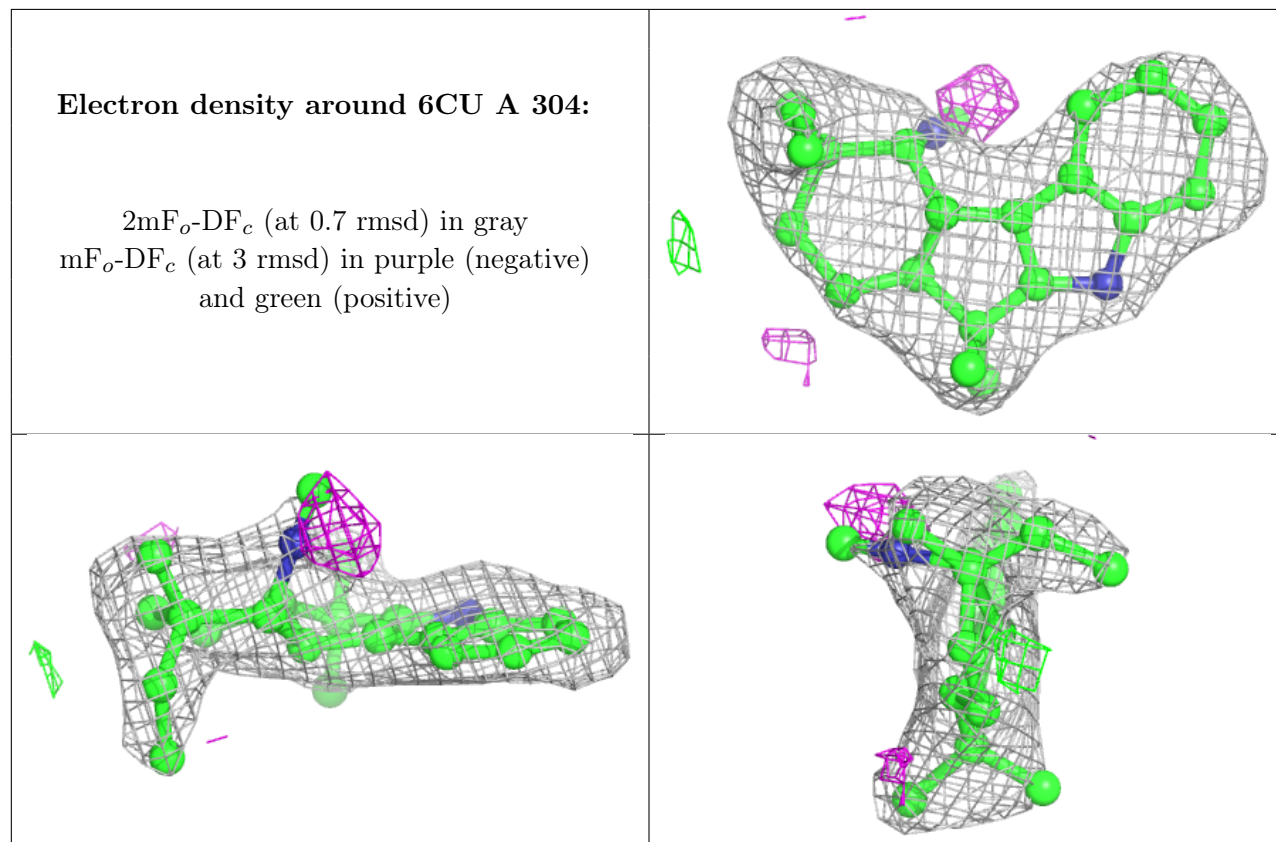 Electron density around 6CU A 304:
2mFo-DFc (at 0.7 rmsd) in gray
mFo-DFc (at 3 rmsd) in purple (negative)
and green (positive)